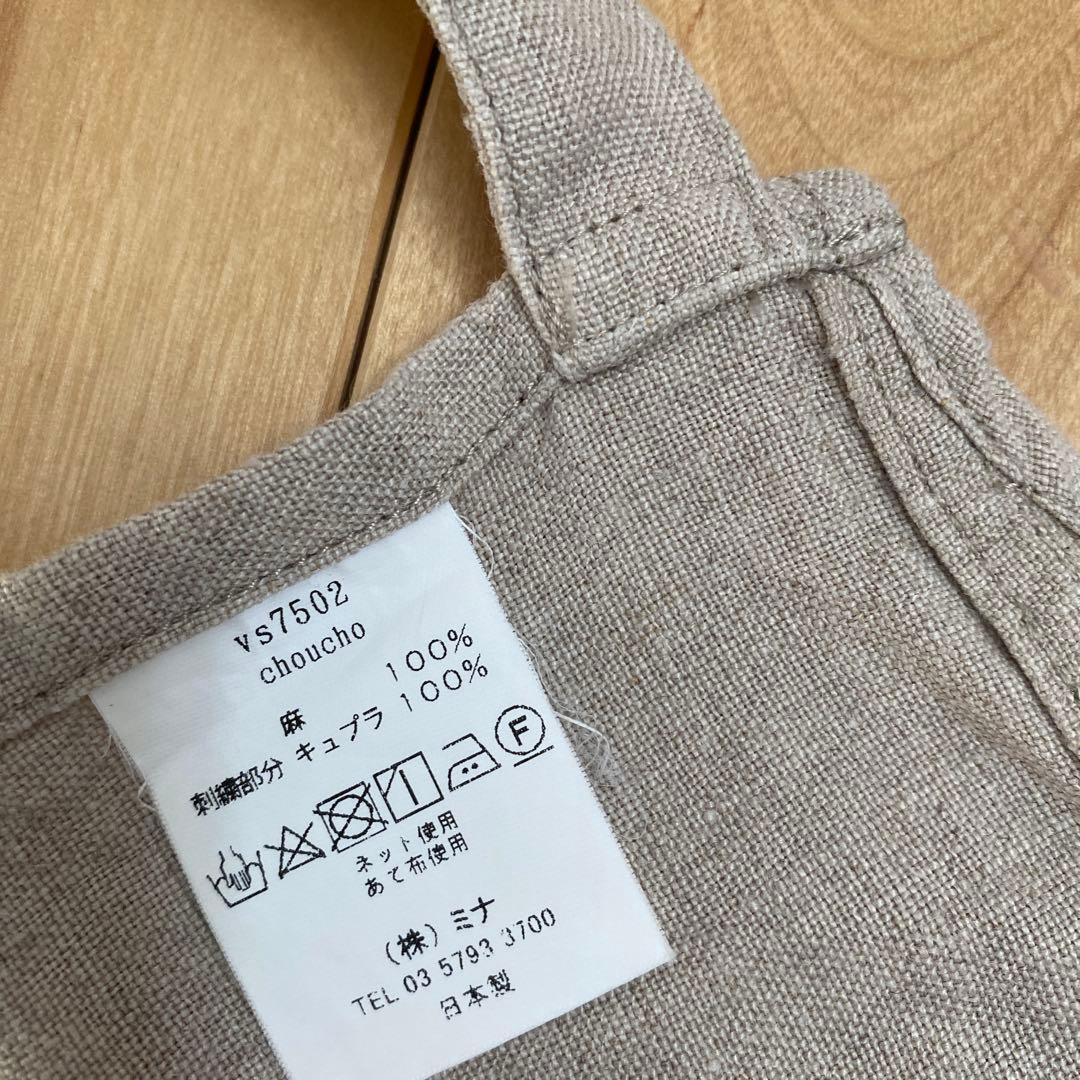 vs7502
choucho
麻 100%
刺繍部分 キュプラ 100%
F
ネット使用
あて布使用
(株)ミナ
TEL 03 5793 3700
日本製